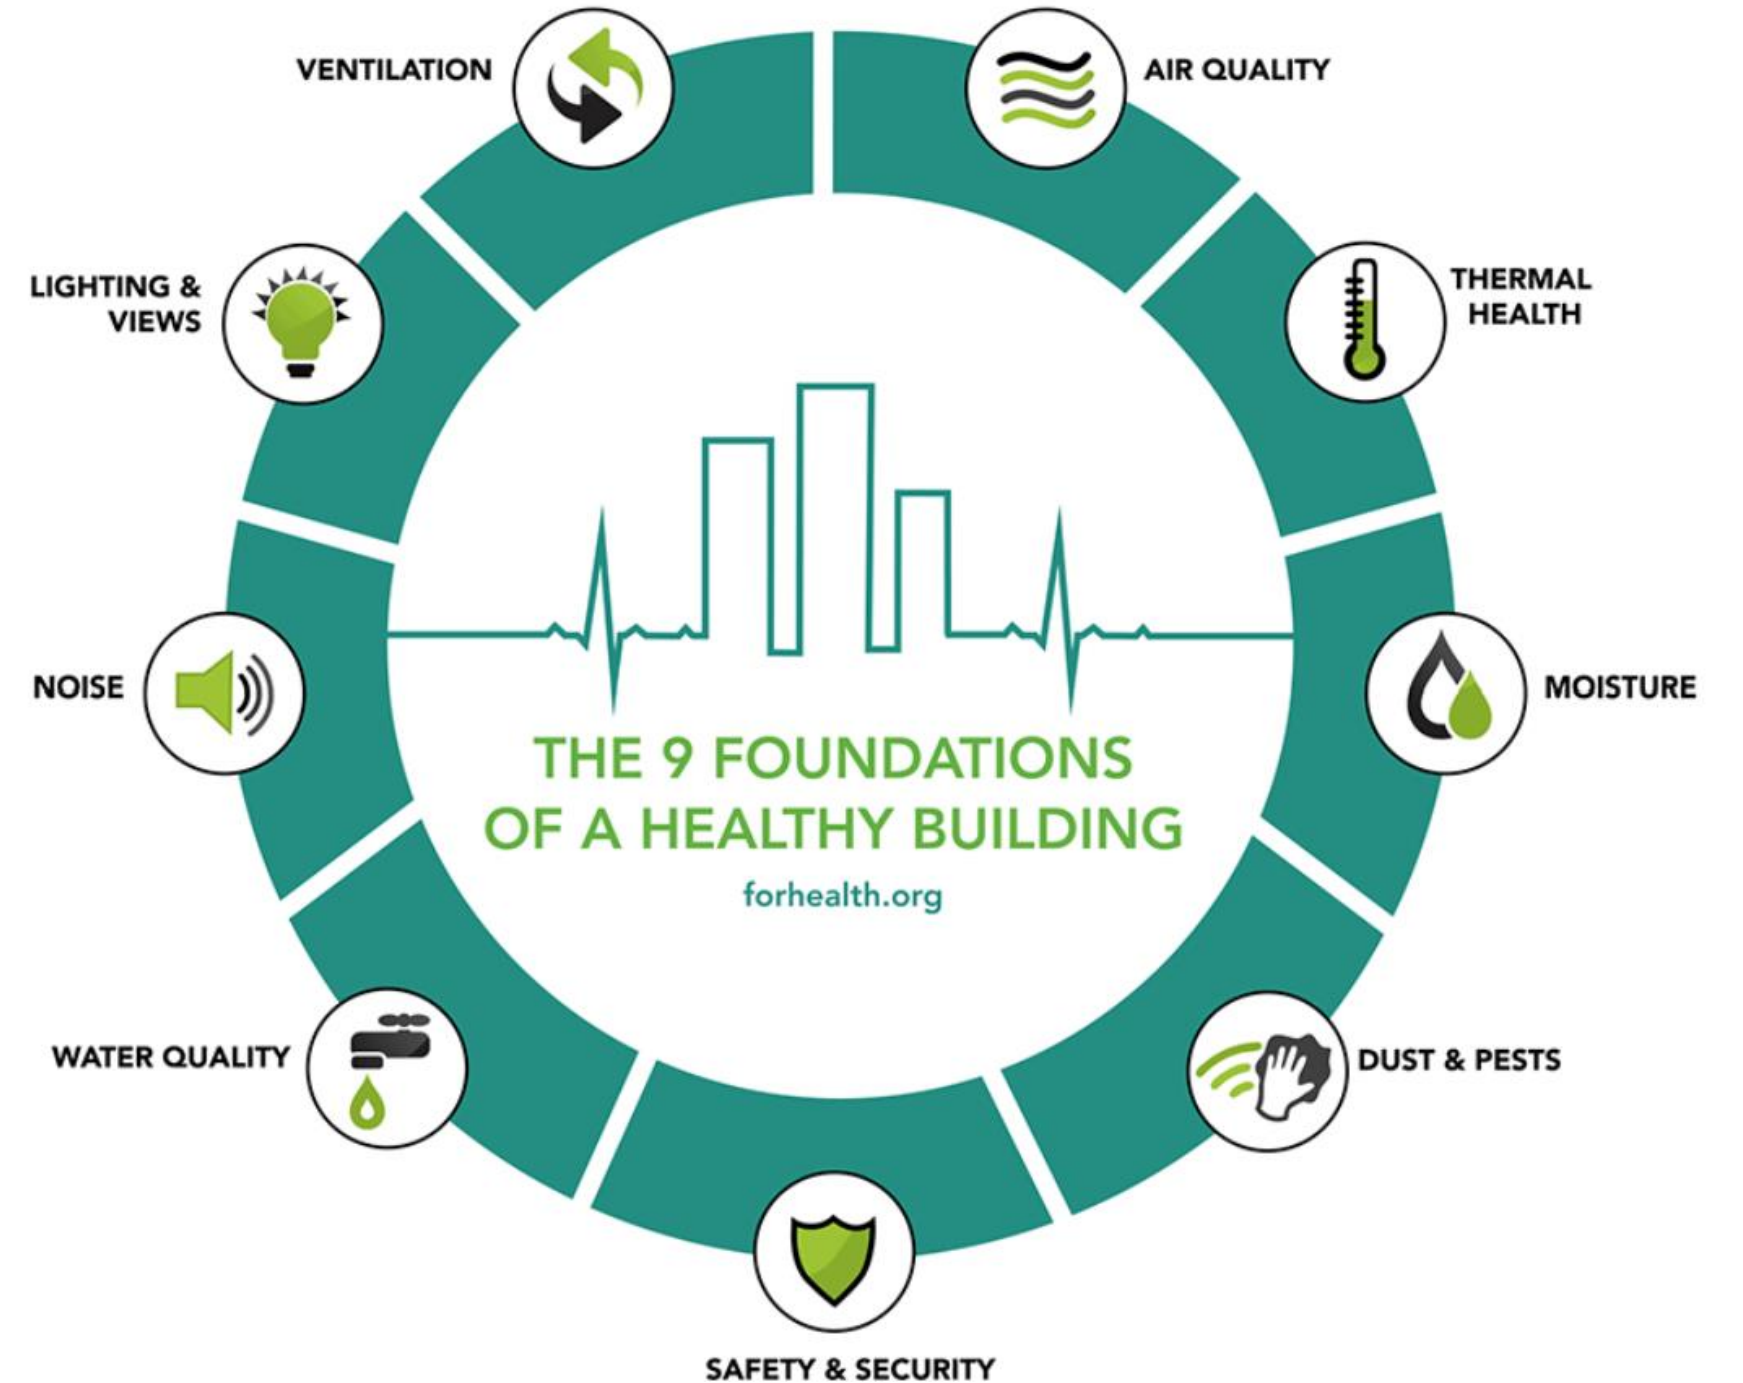 VENTILATION
AIR QUALITY
LIGHTING &
VIEWS
THERMAL
HEALTH
NOISE
MOISTURE
THE 9 FOUNDATIONS
OF A HEALTHY BUILDING
forhealth.org
WATER QUALITY
DUST & PESTS
SAFETY & SECURITY